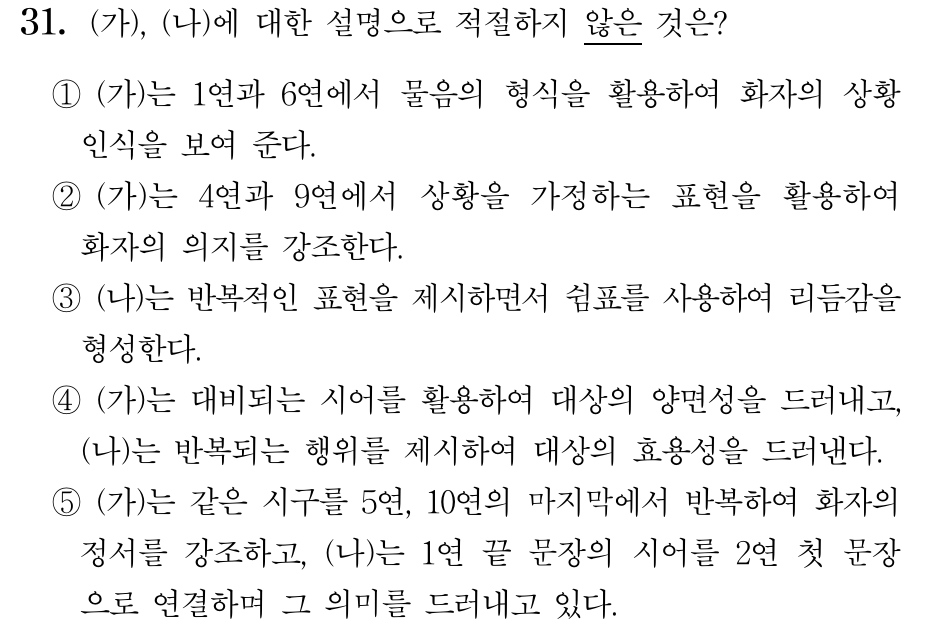 31. (가), (나)에 대한 설명으로 적절하지 않은 것은?
① (가)는 1연과 6연에서 물음의 형식을 활용하여 화자의 상황
인식을 보여 준다.
② (가)는 4연과 9연에서 상황을 가정하는 표현을 활용하여
화자의 의지를 강조한다.
③ (나)는 반복적인 표현을 제시하면서 쉼표를 사용하여 리듬감을
형성한다.
④ (가)는 대비되는 시어를 활용하여 대상의 양면성을 드러내고,
(나)는 반복되는 행위를 제시하여 대상의 효용성을 드러낸다.
⑤ (가)는 같은 시구를 5연, 10연의 마지막에서 반복하여 화자의
정서를 강조하고, (나)는 1연 끝 문장의 시어를 2연 첫 문장
으로 연결하며 그 의미를 드러내고 있다.